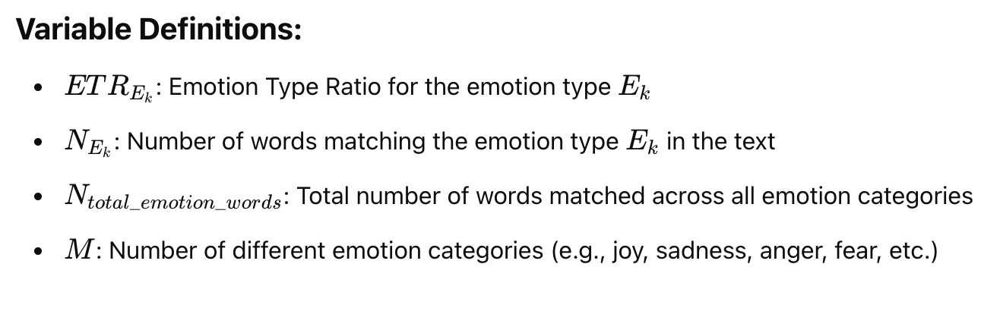 Variable Definitions:
• $ETR_{E_k}$: Emotion Type Ratio for the emotion type $E_k$
• $N_{E_k}$: Number of words matching the emotion type $E_k$ in the text
• $N_{total\_emotion\_words}$: Total number of words matched across all emotion categories
• $M$: Number of different emotion categories (e.g., joy, sadness, anger, fear, etc.)